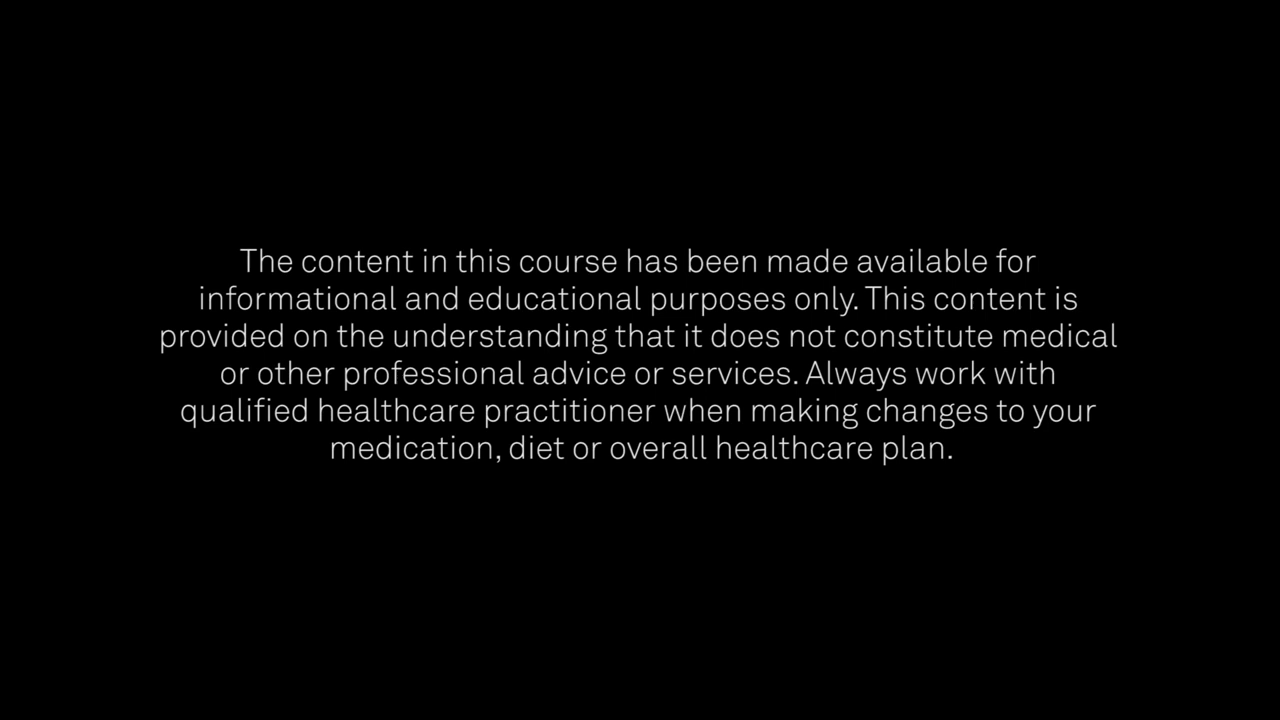 The content in this course has been made available for
informational and educational purposes only. This content is
provided on the understanding that it does not constitute medical
or other professional advice or services. Always work with
qualified healthcare practitioner when making changes to your
medication, diet or overall healthcare plan.